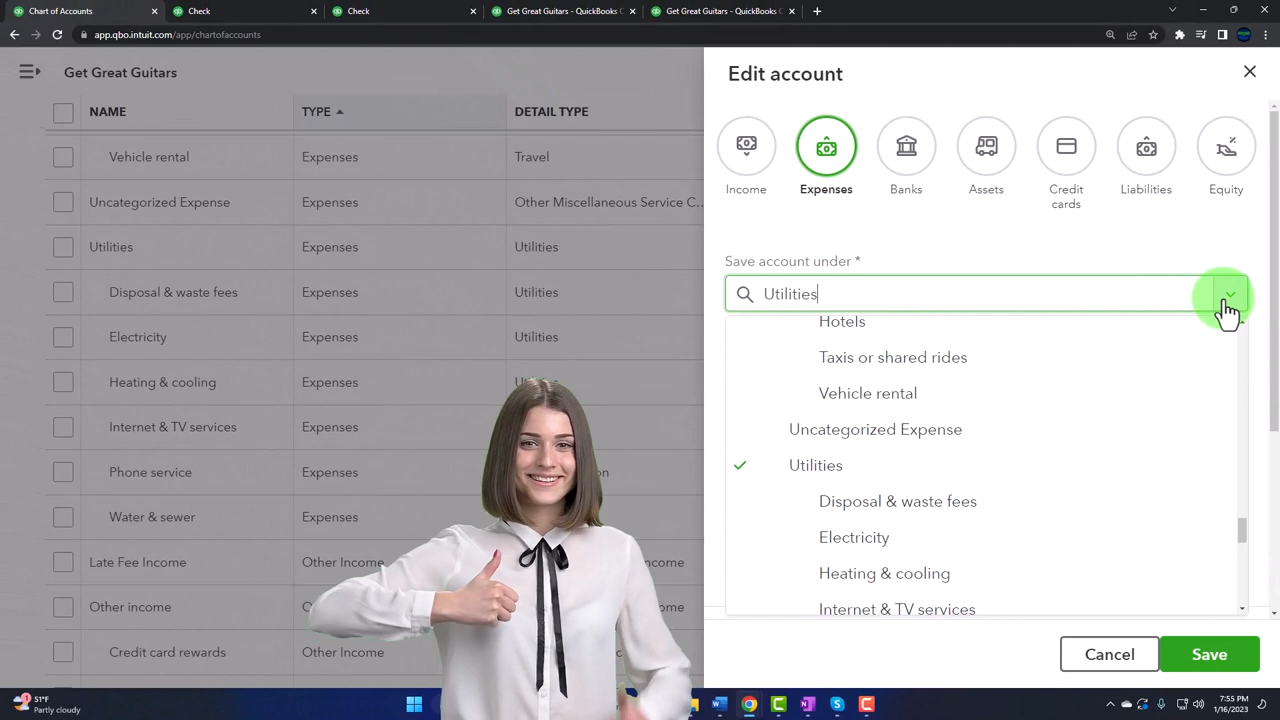 Chart of Accounts
Check
Check
Get Great Guitars - QuickBooks C
Get Great Guitars - QuickBooks C
app.qbo.intuit.com/app/chartofaccounts
Get Great Guitars
NAME TYPE DETAIL TYPE
Vehicle rental Expenses Travel
Uncategorized Expense Expenses Other Miscellaneous Service C...
Utilities Expenses Utilities
Disposal & waste fees Expenses Utilities
Electricity Expenses Utilities
Heating & cooling Expenses
Internet & TV services Expenses
Phone service Expenses
Water & sewer Expenses
Late Fee Income Other Income
Other income
Credit card rewards Other Income
Edit account
Income Expenses Banks Assets Credit cards Liabilities Equity
Save account under *
Utilities
Hotels
Taxis or shared rides
Vehicle rental
Uncategorized Expense
Utilities
Disposal & waste fees
Electricity
Heating & cooling
Internet & TV services
Cancel Save
51°F
Partly cloudy
7:55 PM
1/16/2023